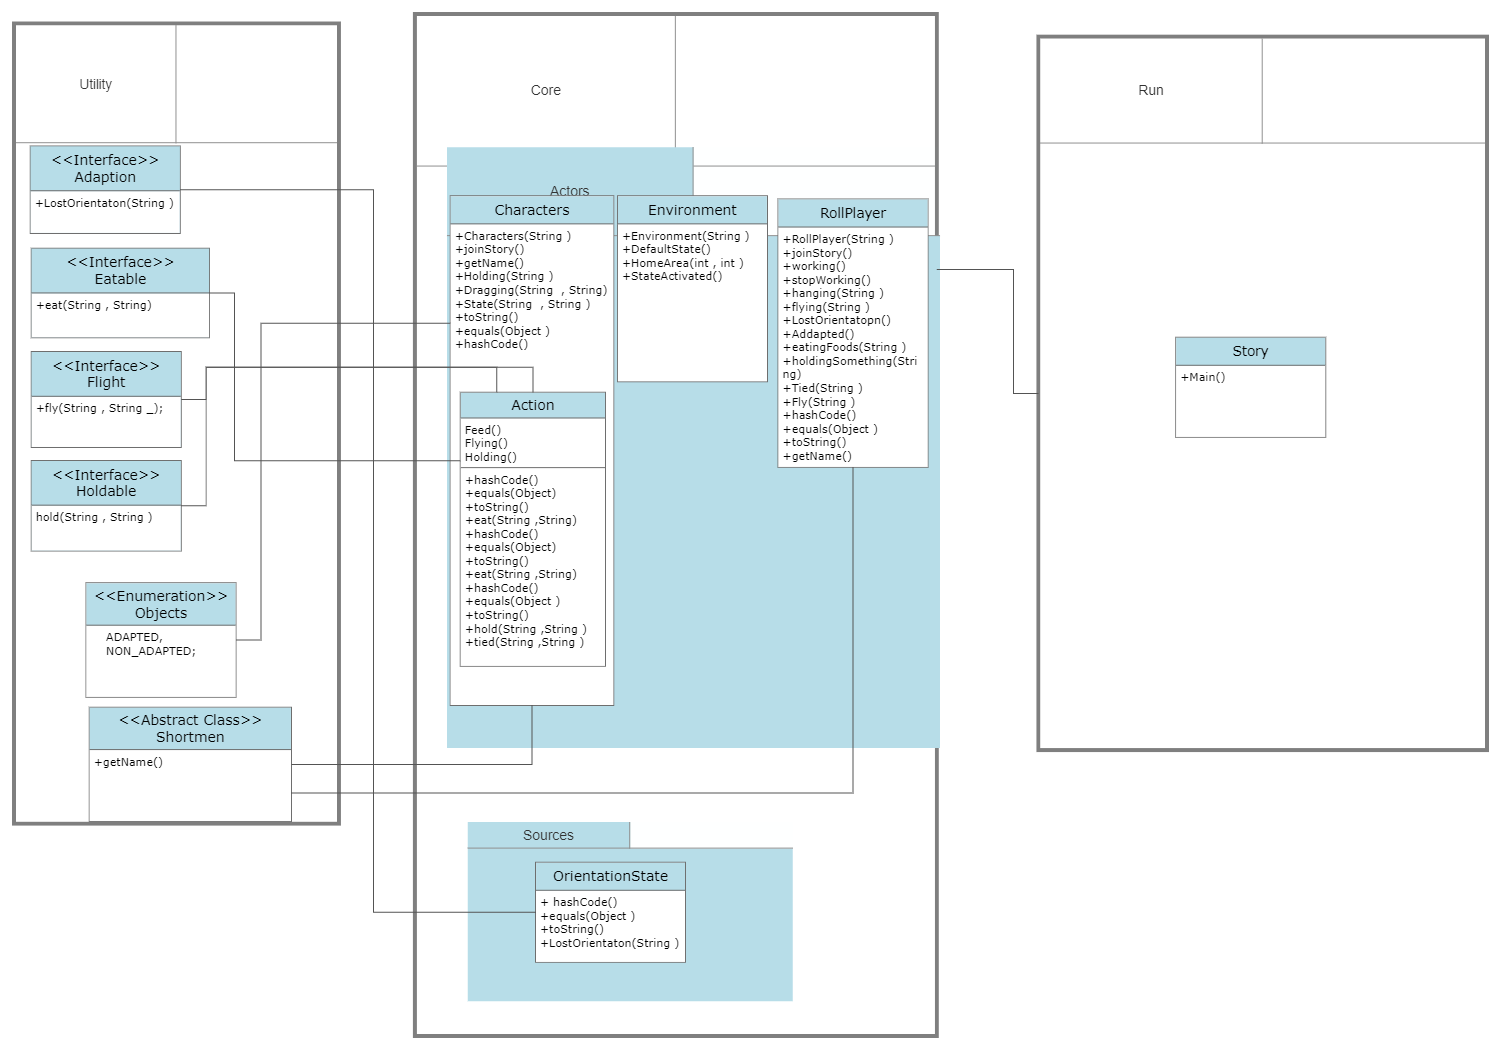 Utility
<<Interface>>
Adaption
+LostOrientaton(String )
<<Interface>>
Eatable
+eat(String , String)
<<Interface>>
Flight
+fly(String , String _);
<<Interface>>
Holdable
hold(String , String )
<<Enumeration>>
Objects
ADAPTED,
NON_ADAPTED;
<<Abstract Class>>
Shortmen
+getName()
Core
Actors
Characters
+Characters(String )
+joinStory()
+getName()
+Holding(String )
+Dragging(String  , String)
+State(String  , String )
+toString()
+equals(Object )
+hashCode()
Action
Feed()
Flying()
Holding()
+hashCode()
+equals(Object)
+toString()
+eat(String ,String)
+hashCode()
+equals(Object)
+toString()
+eat(String ,String)
+hashCode()
+equals(Object )
+toString()
+hold(String ,String )
+tied(String ,String )
Environment
+Environment(String )
+DefaultState()
+HomeArea(int , int )
+StateActivated()
RollPlayer
+RollPlayer(String )
+joinStory()
+working()
+stopWorking()
+hanging(String )
+flying(String )
+LostOrientatopn()
+Addapted()
+eatingFoods(String )
+holdingSomething(Stri
ng)
+Tied(String )
+Fly(String )
+hashCode()
+equals(Object )
+toString()
+getName()
Sources
OrientationState
+ hashCode()
+equals(Object )
+toString()
+LostOrientaton(String )
Run
Story
+Main()